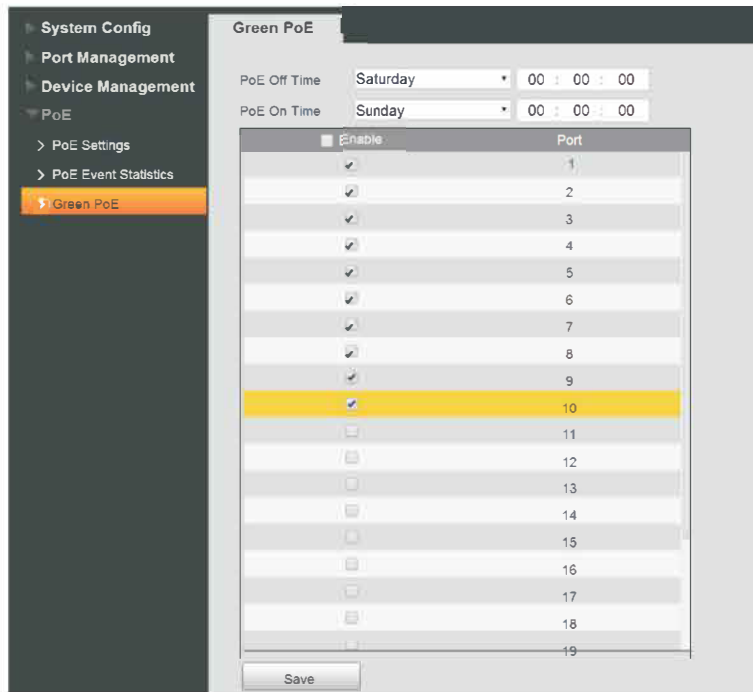 System Config
Port Management
Device Management
PoE
PoE Settings
PoE Event Statistics
Green PoE
Green PoE
PoE Off Time Saturday 00 : 00 : 00
PoE On Time Sunday 00 : 00 : 00
Enable Port
1
2
3
4
5
6
7
8
9
10
11
12
13
14
15
16
17
18
19
Save